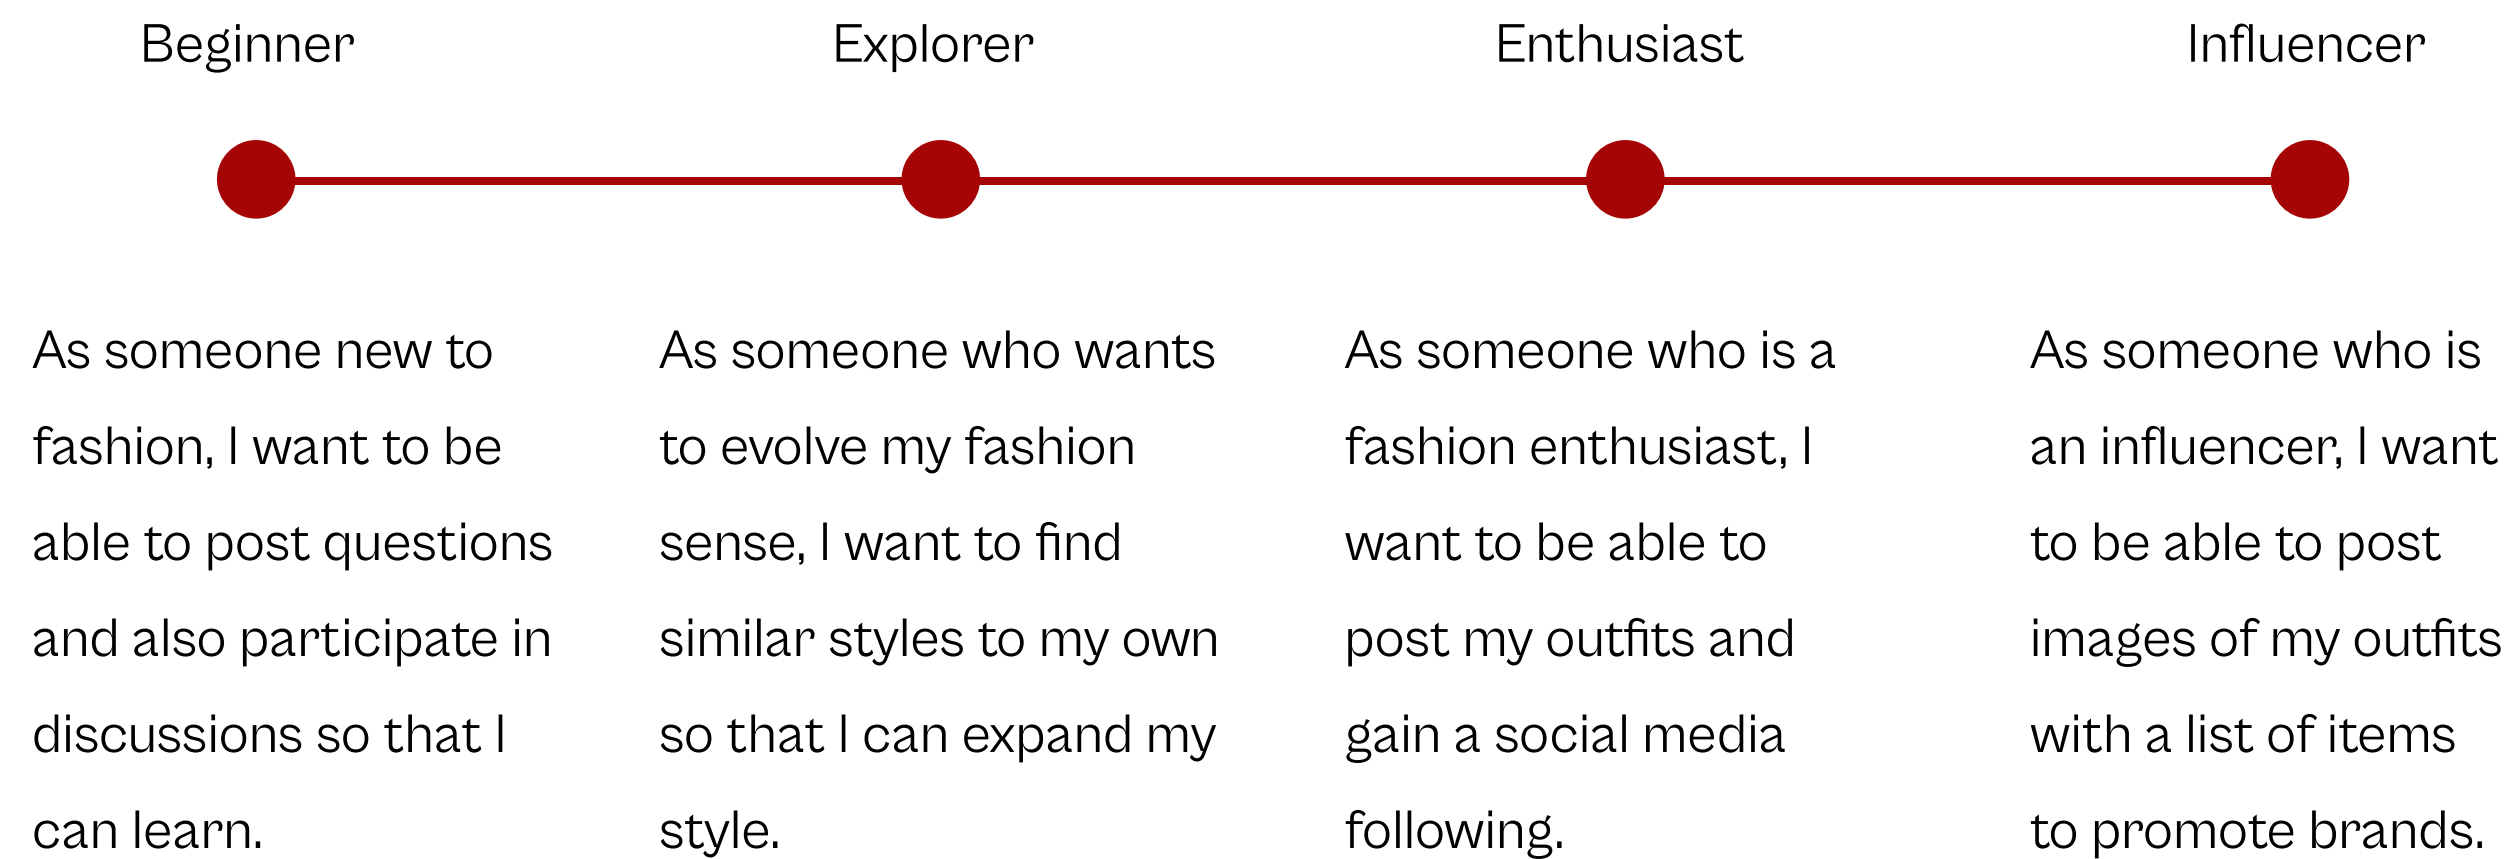 Beginner
Explorer
Enthusiast
Influencer
As someone new to
fashion, I want to be
able to post questions
and also participate in
discussions so that I
can learn.
As someone who wants
to evolve my fashion
sense, I want to find
similar styles to my own
so that I can expand my
style.
As someone who is a
fashion enthusiast, I
want to be able to
post my outfits and
gain a social media
following.
As someone who is
an influencer, I want
to be able to post
images of my outfits
with a list of items
to promote brands.